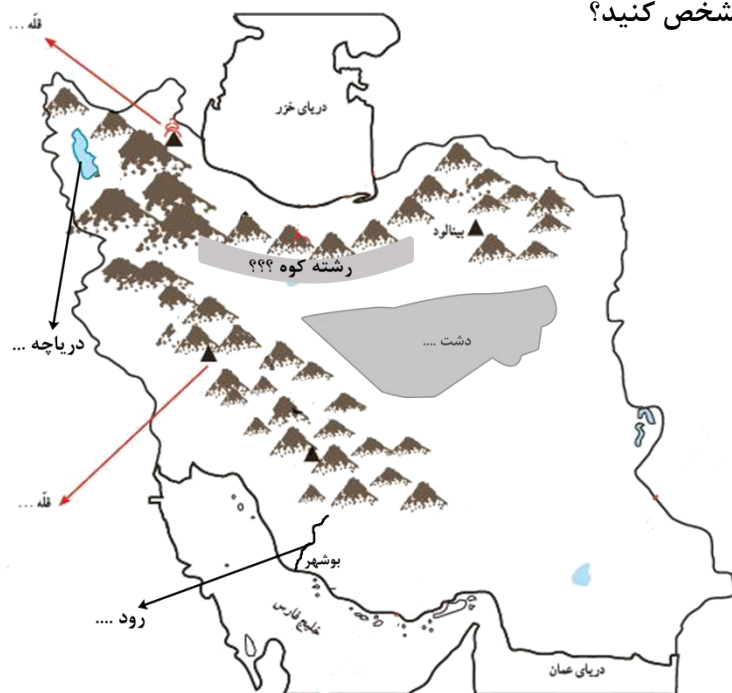 شخص کنید؟
قلّه ...
دریای خزر
بینالود
رشته کوه ؟؟؟
دشت ....
دریاچه ...
قلّه ...
بوشهر
رود ....
خلیج فارس
دریای عمان